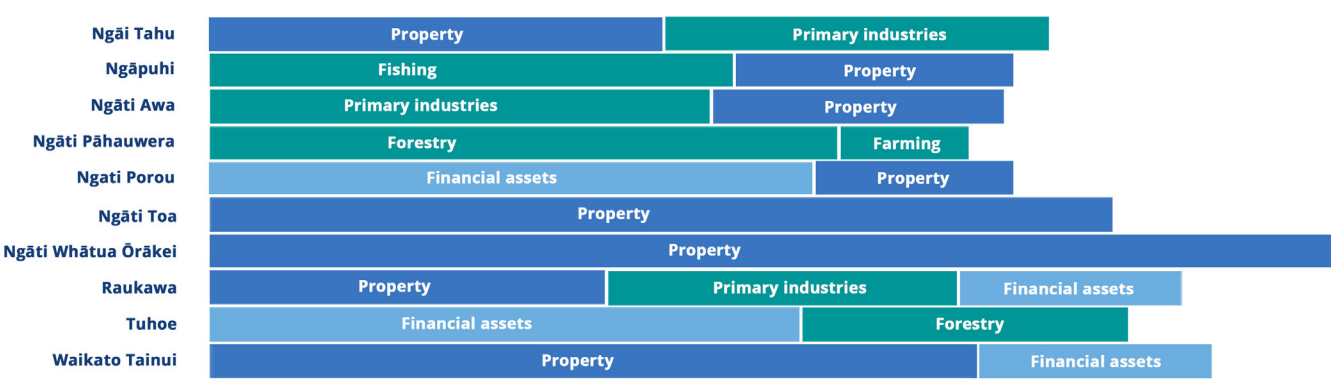 Ngāi Tahu Property Primary industries
Ngāpuhi Fishing Property
Ngāti Awa Primary industries Property
Ngāti Pāhauwera Forestry Farming
Ngati Porou Financial assets Property
Ngāti Toa Property
Ngāti Whātua Ōrākei Property
Raukawa Property Primary industries Financial assets
Tuhoe Financial assets Forestry
Waikato Tainui Property Financial assets